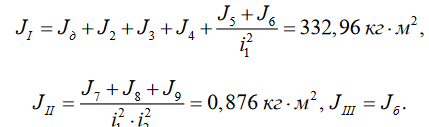 J_I = J_д + J_2 + J_3 + J_4 + (J_5 + J_6) / i_1^2 = 332,96 кг · м^2,
J_II = (J_7 + J_8 + J_9) / (i_1^2 · i_2^2) = 0,876 кг · м^2, J_III = J_б.